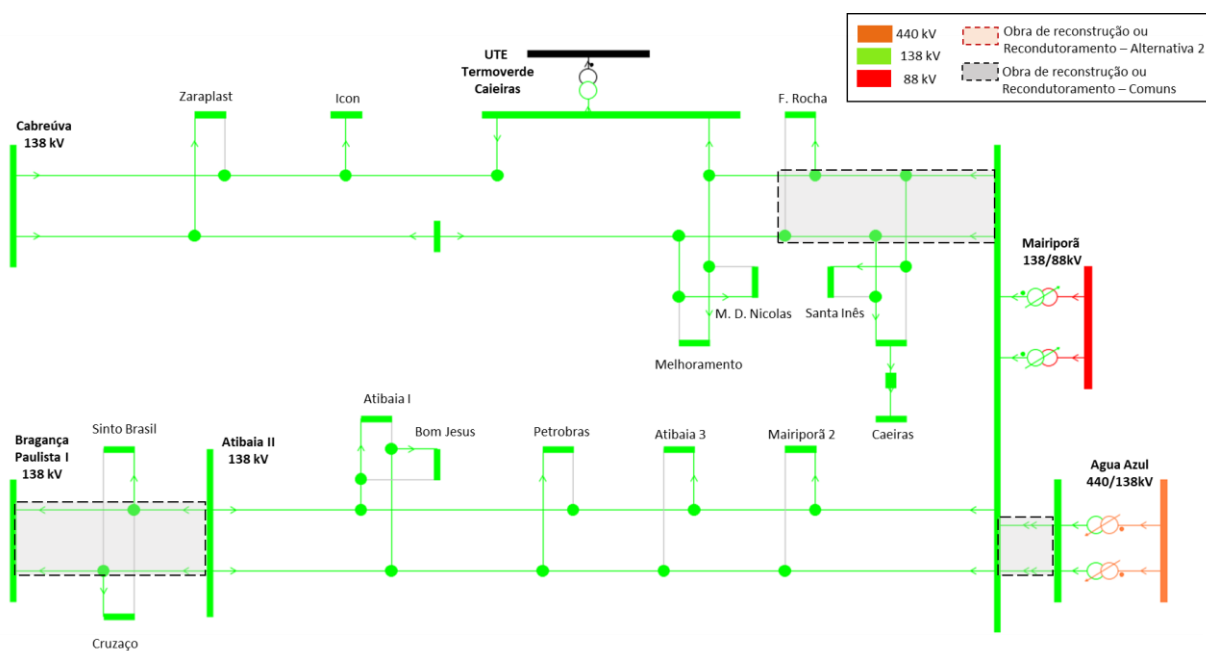 440 kV
138 kV
88 kV
Obra de reconstrução ou
Recondutoramento – Alternativa 2
Obra de reconstrução ou
Recondutoramento – Comuns
UTE
Termoverde
Caieiras
Zaraplast
Icon
F. Rocha
Cabreúva
138 kV
Mairiporã
138/88kV
M. D. Nicolas
Santa Inês
Melhoramento
Caeiras
Atibaia I
Bom Jesus
Petrobras
Atibaia 3
Mairiporã 2
Sinto Brasil
Bragança
Paulista I
138 kV
Atibaia II
138 kV
Agua Azul
440/138kV
Cruzaço